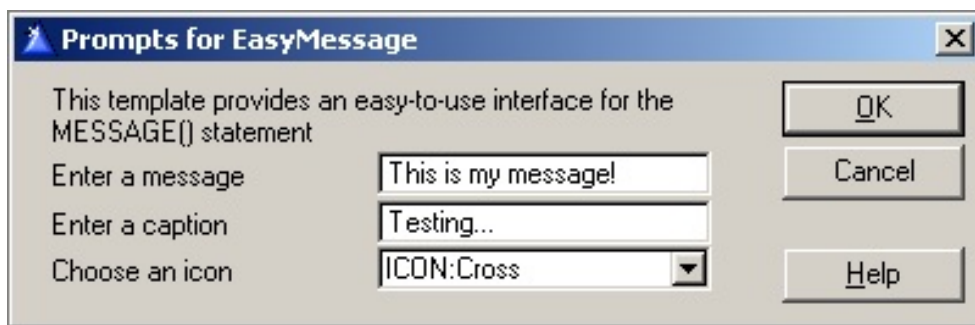 Prompts for EasyMessage
This template provides an easy-to-use interface for the
MESSAGE() statement
OK
Enter a message
This is my message!
Cancel
Enter a caption
Testing...
Choose an icon
ICON:Cross
Help